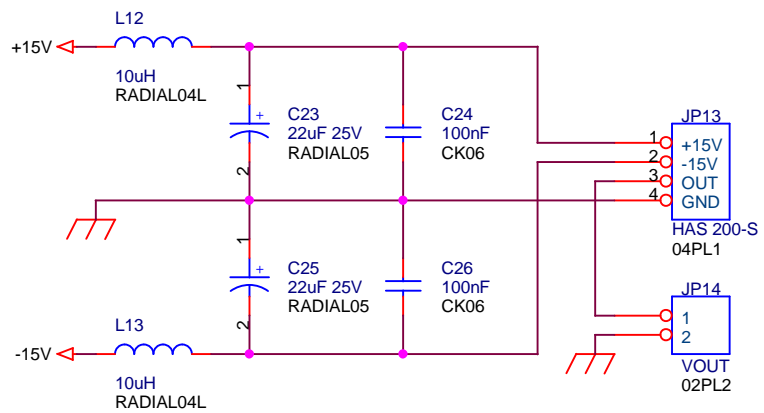 L12
+15V
10uH
RADIAL04L
1
+
C23
22uF 25V
RADIAL05
2
C24
100nF
CK06
JP13
1 +15V
2 -15V
3 OUT
4 GND
HAS 200-S
04PL1
1
+
C25
22uF 25V
RADIAL05
2
C26
100nF
CK06
JP14
1
2
VOUT
02PL2
L13
-15V
10uH
RADIAL04L